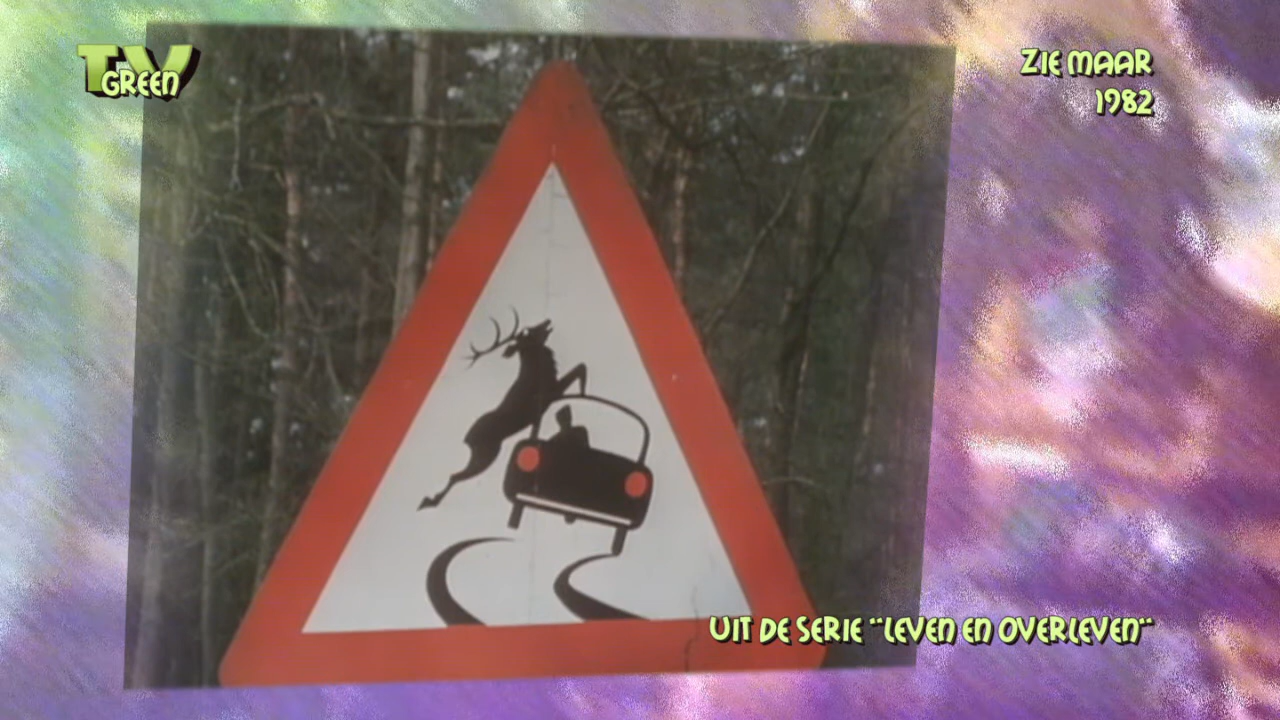 TV
GREEN
ZIE MAAR
1982
UIT DE SERIE "LEVEN EN OVERLEVEN"